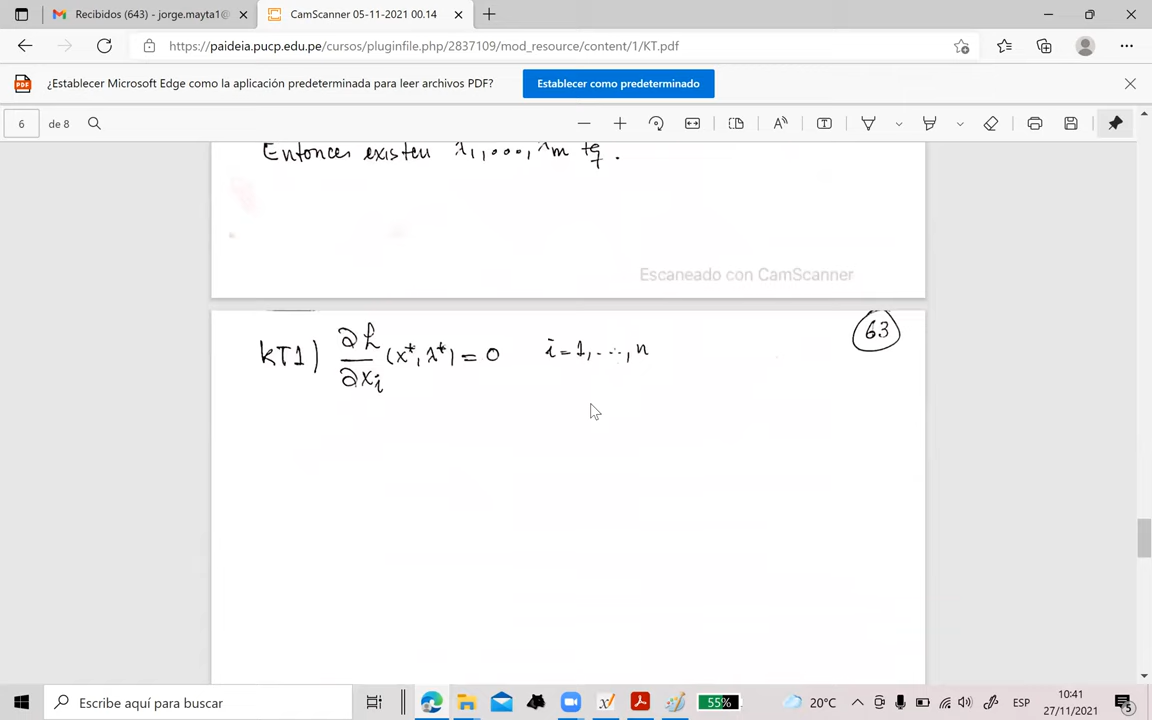 Recibidos (643) - jorge.mayta1@
CamScanner 05-11-2021 00.14
https://paideia.pucp.edu.pe/cursos/pluginfile.php/2837109/mod_resource/content/1/KT.pdf
¿Establecer Microsoft Edge como la aplicación predeterminada para leer archivos PDF?
Establecer como predeterminado
6 de 8
Entonces existen λ1, ..., λm tq.
Escaneado con CamScanner
63
KT1) ∂L/∂xi (x*, λ*) = 0 i = 1, ..., n
Escribe aquí para buscar
55%
20°C
ESP
10:41
27/11/2021
5